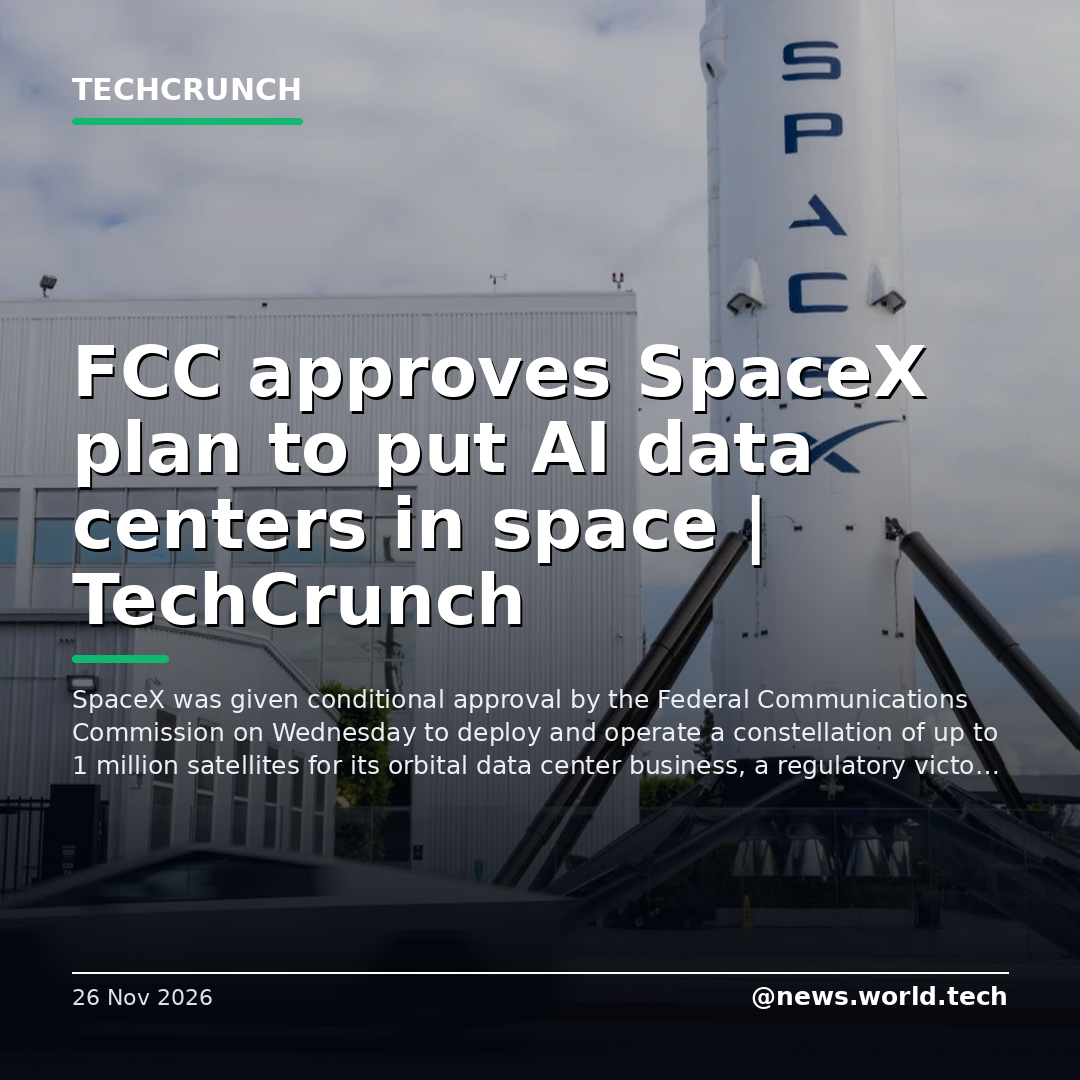 TECHCRUNCH
SPACEX
FCC approves SpaceX
plan to put AI data
centers in space |
TechCrunch
SpaceX was given conditional approval by the Federal Communications
Commission on Wednesday to deploy and operate a constellation of up to
1 million satellites for its orbital data center business, a regulatory victo...
26 Nov 2026
@news.world.tech